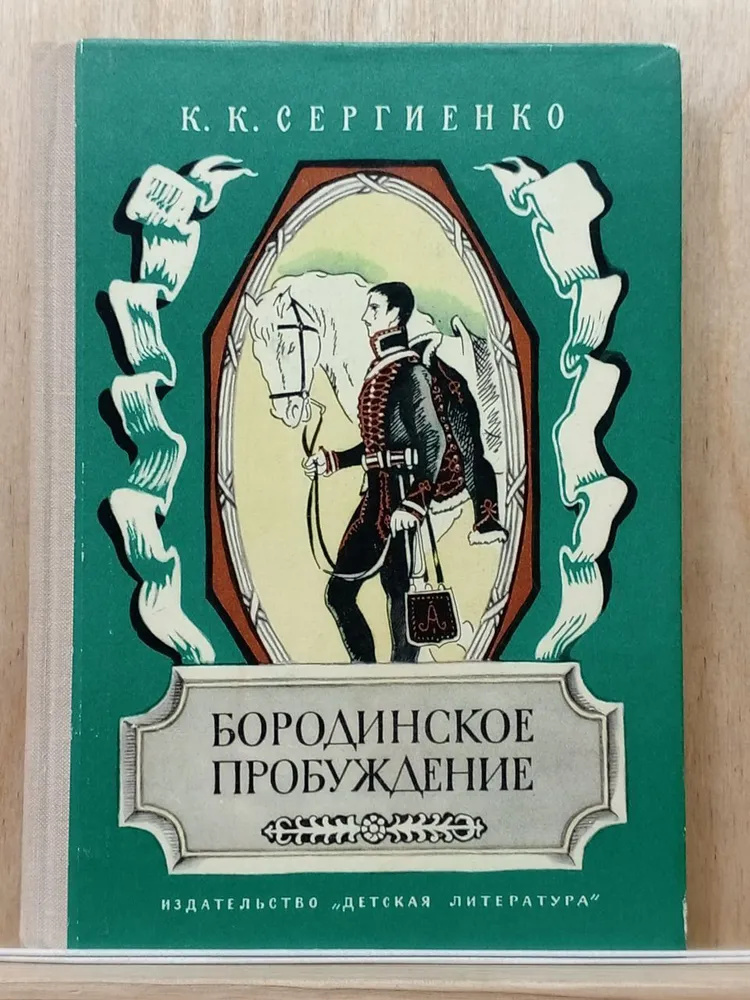 К. К. СЕРГИЕНКО
А
БОРОДИНСКОЕ
ПРОБУЖДЕНИЕ
ИЗДАТЕЛЬСТВО „ДЕТСКАЯ ЛИТЕРАТУРА“